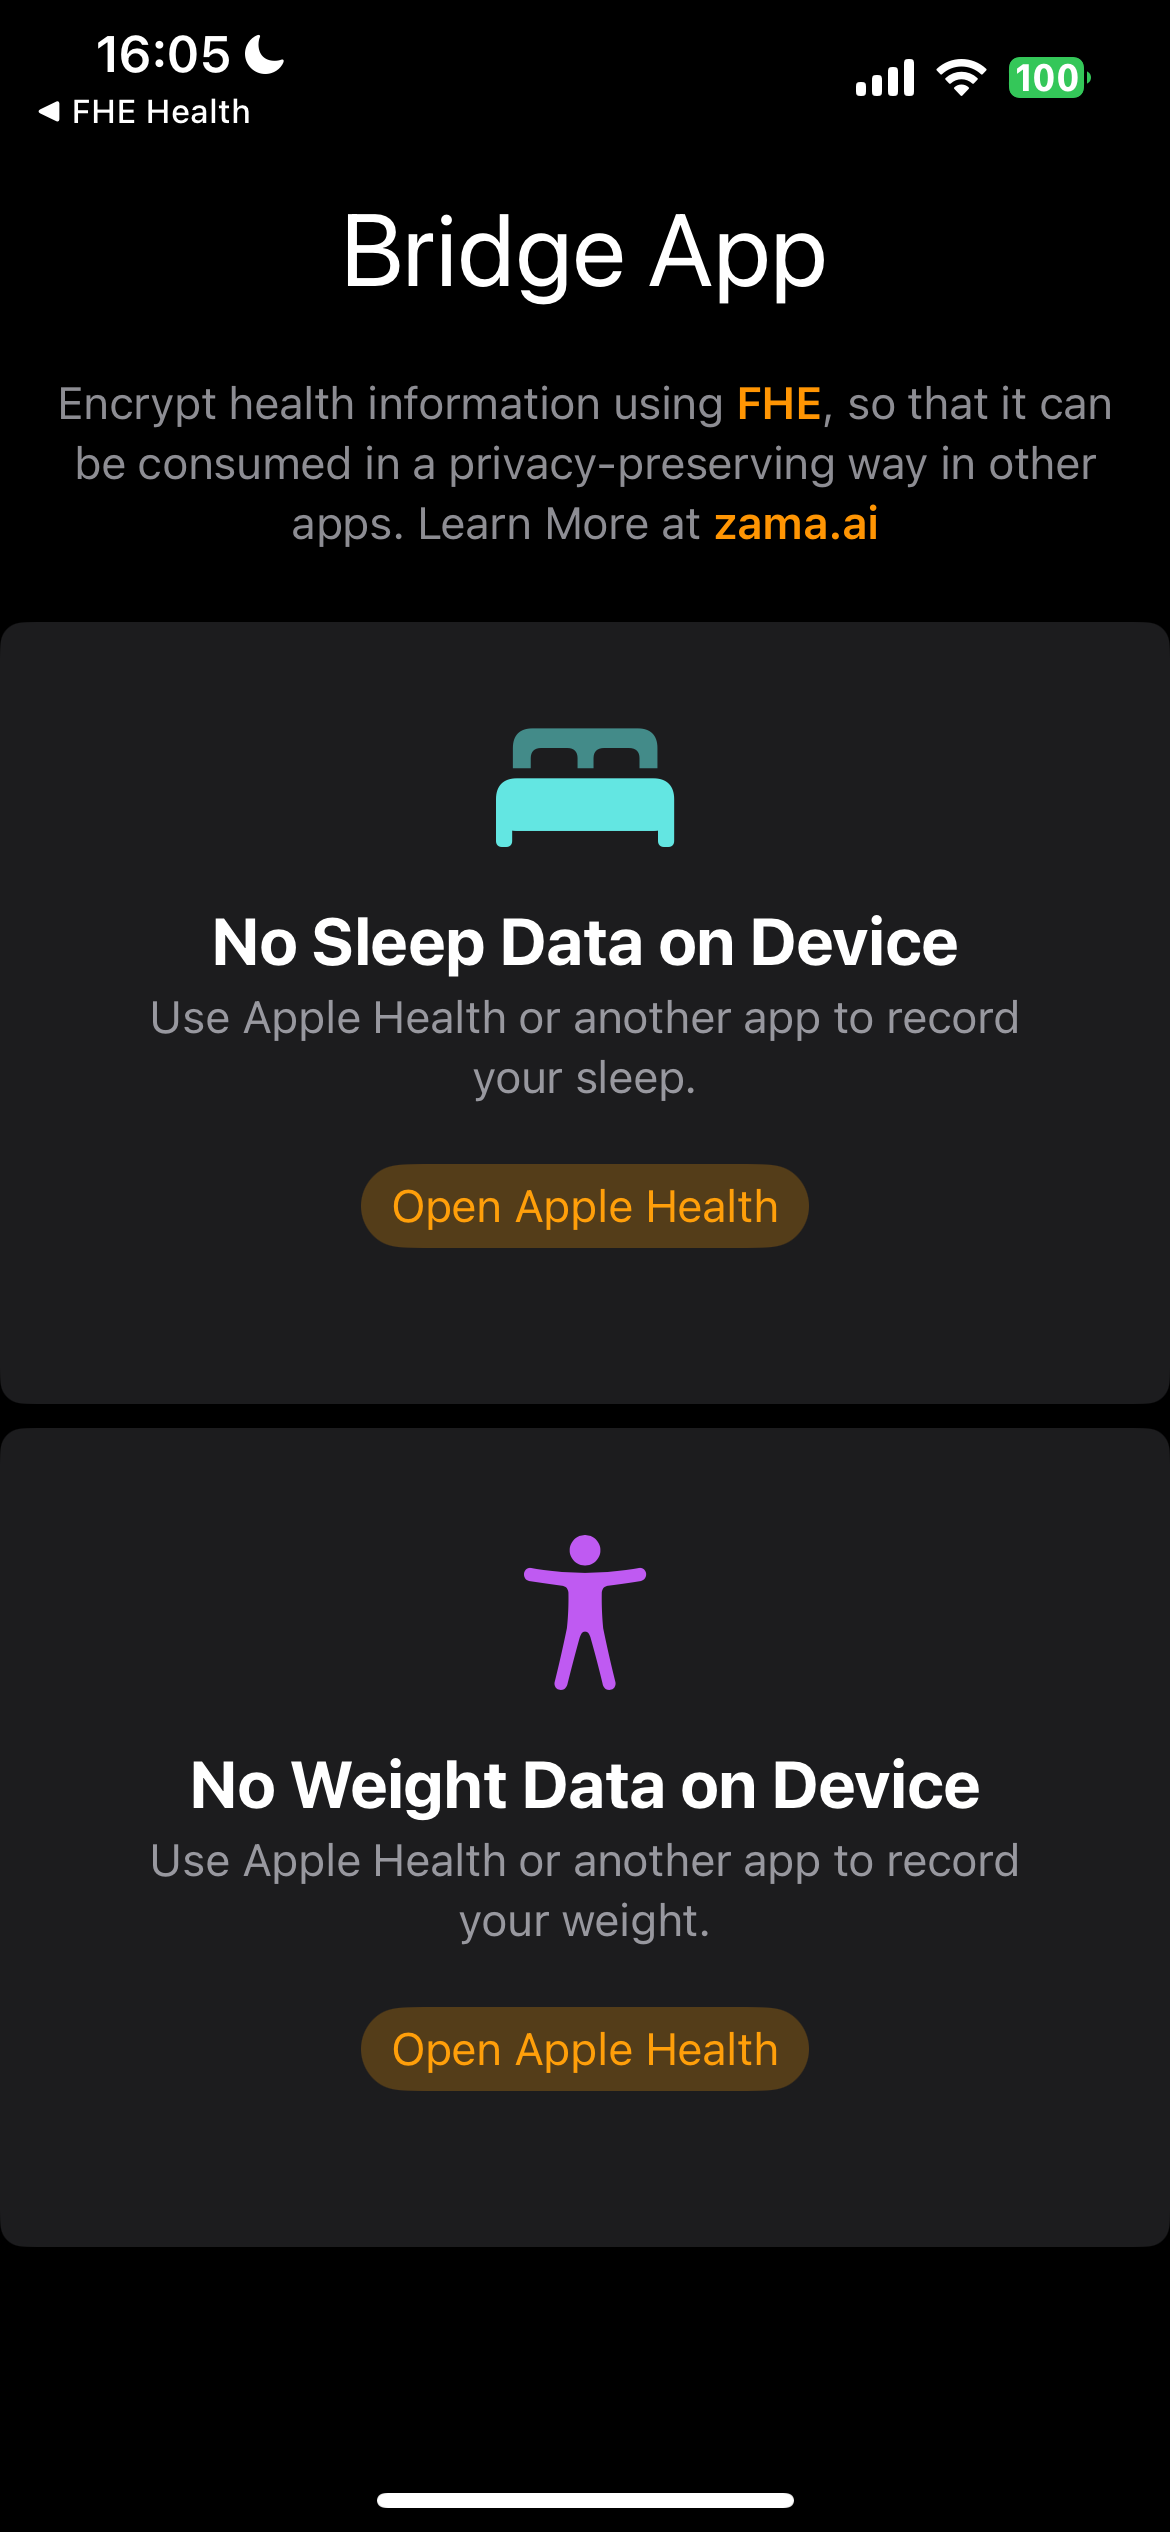 16:05
100
FHE Health
Bridge App
Encrypt health information using FHE, so that it can
be consumed in a privacy-preserving way in other
apps. Learn More at zama.ai
No Sleep Data on Device
Use Apple Health or another app to record
your sleep.
Open Apple Health
No Weight Data on Device
Use Apple Health or another app to record
your weight.
Open Apple Health